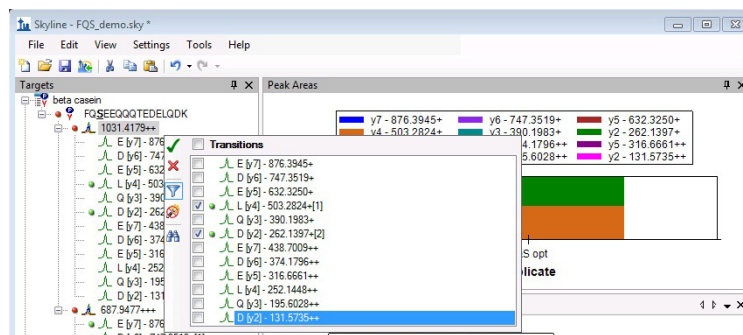 Skyline - FQS_demo.sky *
File Edit View Settings Tools Help
Targets
beta casein
FQSEEQQQTEDELQDK
1031.4179++
E [y7] - 876
D [y6] - 747
E [y5] - 632
L [y4] - 503
Q [y3] - 390
D [y2] - 262
E [y7] - 438
D [y6] - 374
E [y5] - 316
L [y4] - 252
Q [y3] - 195
D [y2] - 131
687.9477+++
E [y7] - 876
Transitions
E [y7] - 876.3945+
D [y6] - 747.3519+
E [y5] - 632.3250+
L [y4] - 503.2824+[1]
Q [y3] - 390.1983+
D [y2] - 262.1397+[2]
E [y7] - 438.7009++
D [y6] - 374.1796++
E [y5] - 316.6661++
L [y4] - 252.1448++
Q [y3] - 195.6028++
D [y2] - 131.5735++
Peak Areas
y7 - 876.3945+ y6 - 747.3519+ y5 - 632.3250+
y4 - 503.2824+ y3 - 390.1983+ y2 - 262.1397+
4.1796++ y5 - 316.6661++
5.6028++ y2 - 131.5735++
S opt
plicate